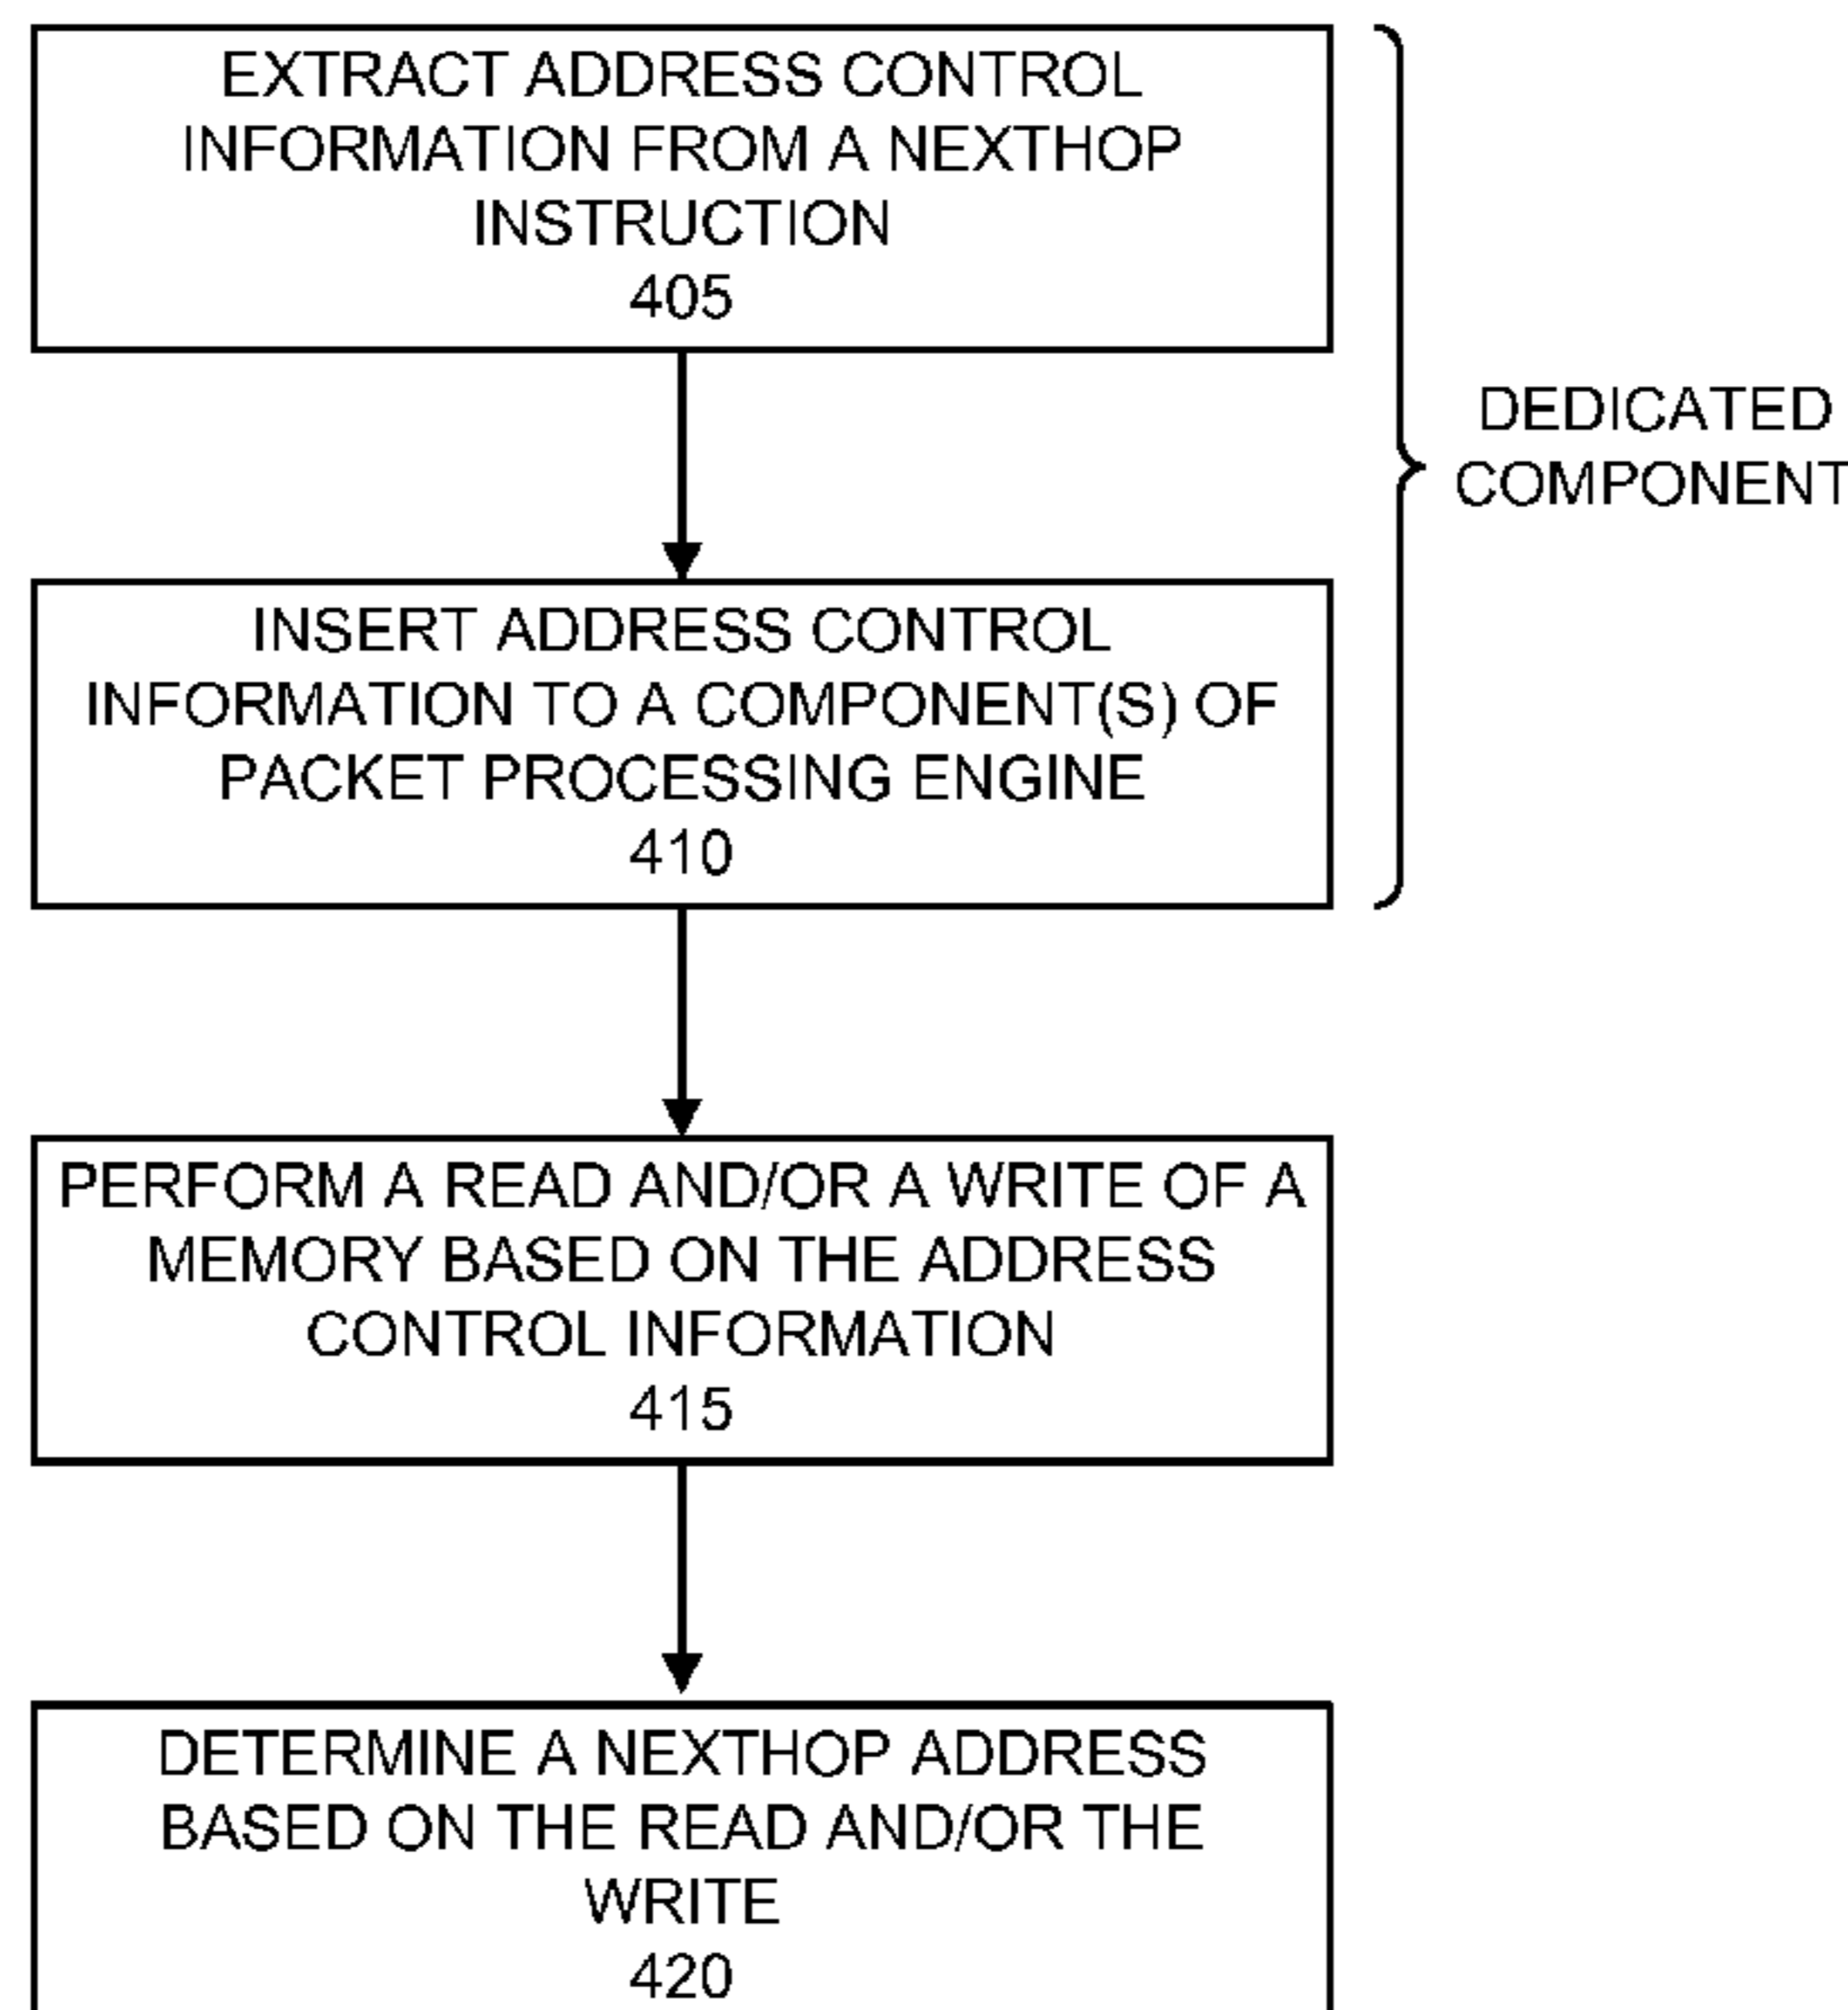 EXTRACT ADDRESS CONTROL
INFORMATION FROM A NEXTHOP
INSTRUCTION
405
DEDICATED
COMPONENT
INSERT ADDRESS CONTROL
INFORMATION TO A COMPONENT(S) OF
PACKET PROCESSING ENGINE
410
PERFORM A READ AND/OR A WRITE OF A
MEMORY BASED ON THE ADDRESS
CONTROL INFORMATION
415
DETERMINE A NEXTHOP ADDRESS
BASED ON THE READ AND/OR THE
WRITE
420